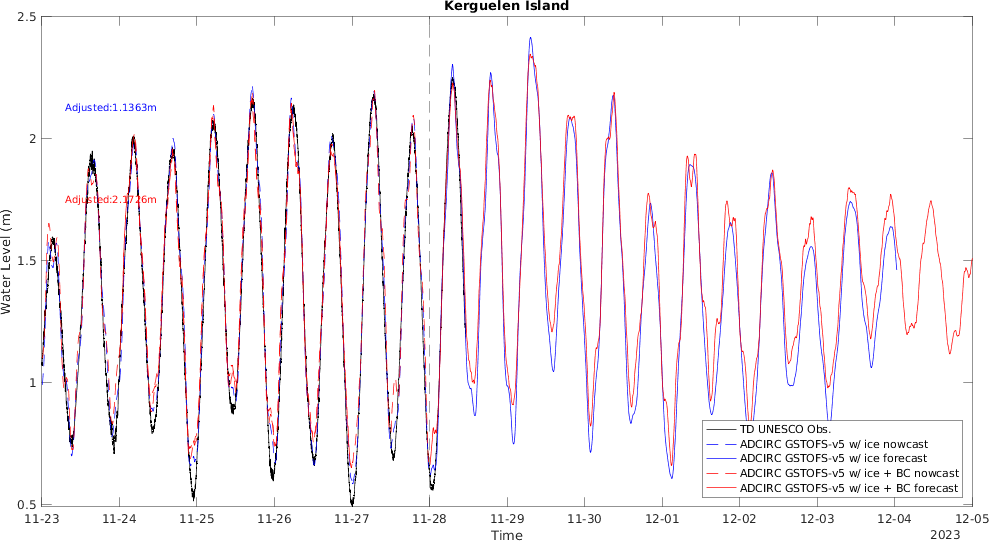 Kerguelen Island
2.5
2
1.5
1
0.5
Water Level (m)
Adjusted:1.1363m
Adjusted:2.1726m
TD UNESCO Obs.
ADCIRC GSTOFS-v5 w/ ice nowcast
ADCIRC GSTOFS-v5 w/ ice forecast
ADCIRC GSTOFS-v5 w/ ice + BC nowcast
ADCIRC GSTOFS-v5 w/ ice + BC forecast
11-23 11-24 11-25 11-26 11-27 11-28 11-29 11-30 12-01 12-02 12-03 12-04 12-05
Time
2023